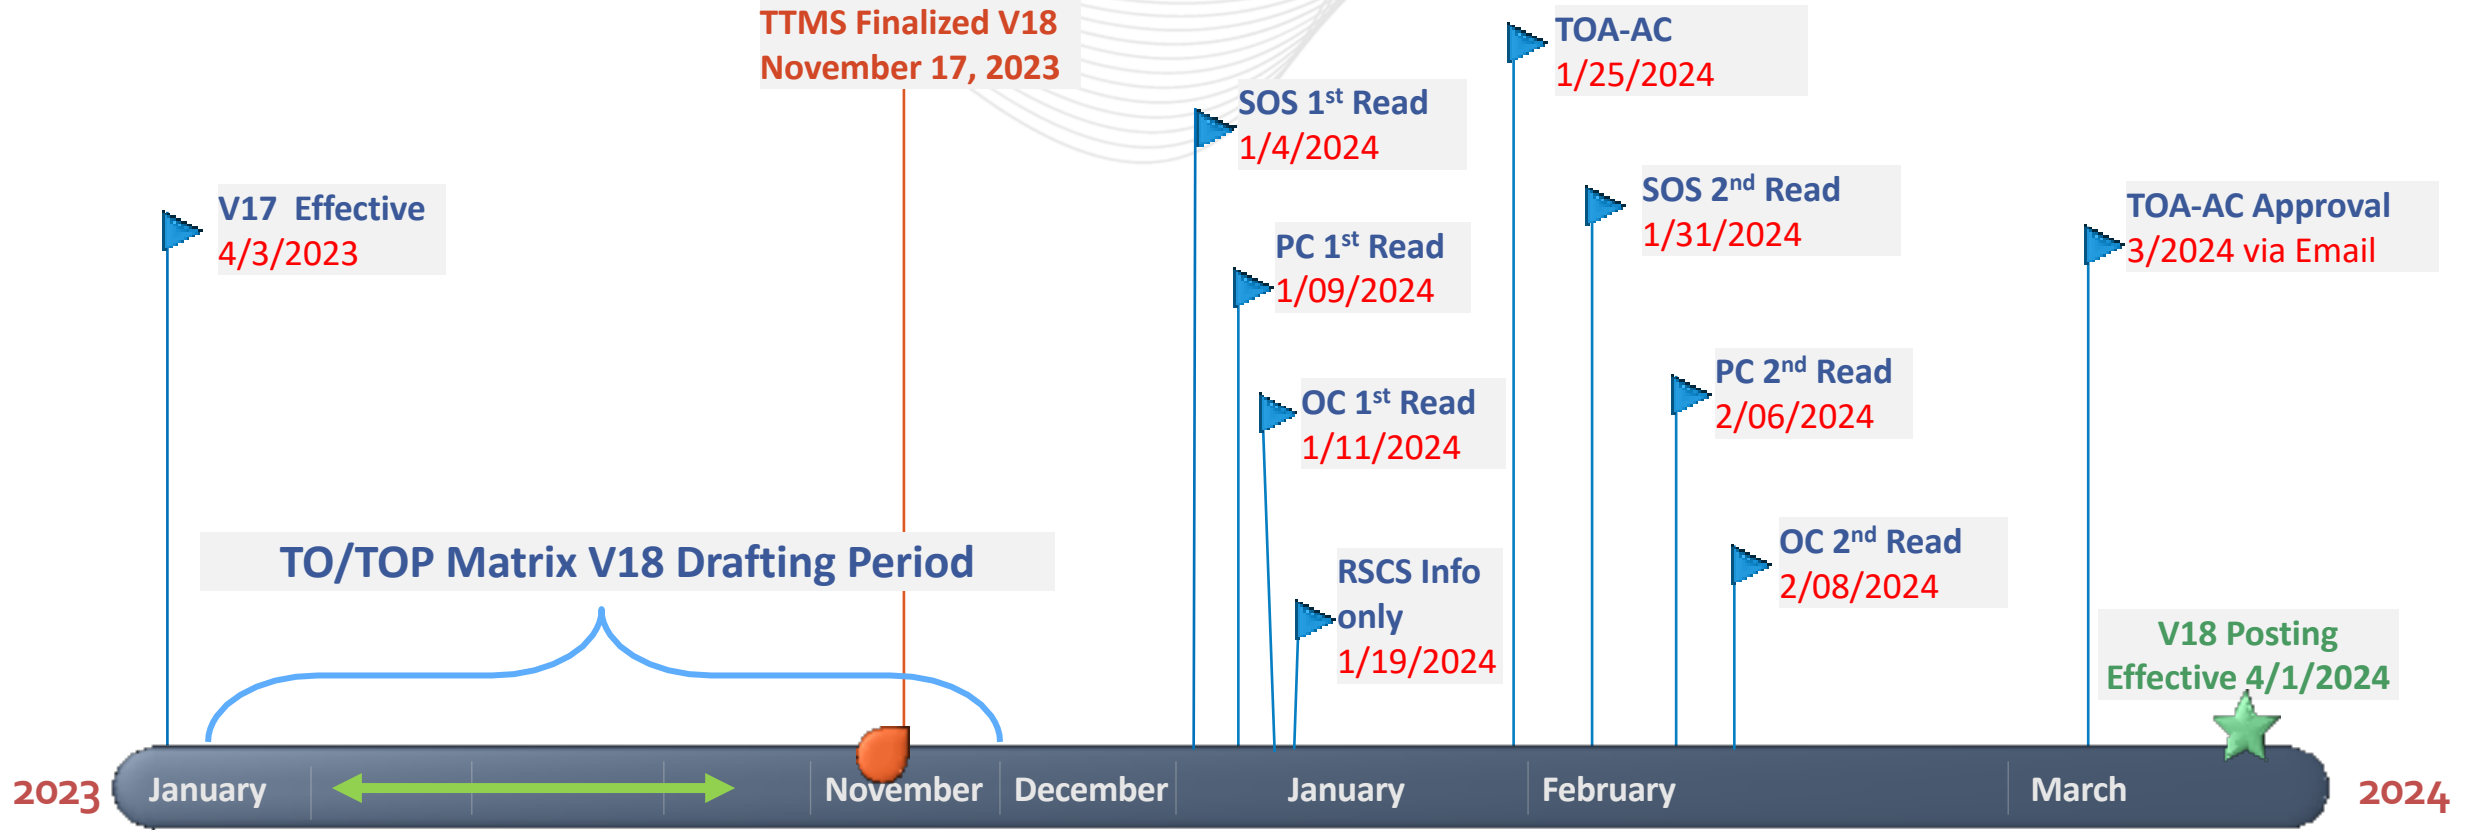 TTMS Finalized V18
November 17, 2023
TOA-AC
1/25/2024
SOS 1st Read
1/4/2024
V17  Effective
4/3/2023
SOS 2nd Read
1/31/2024
TOA-AC Approval
3/2024 via Email
PC 1st Read
1/09/2024
OC 1st Read
1/11/2024
PC 2nd Read
2/06/2024
TO/TOP Matrix V18 Drafting Period
RSCS Info
only
1/19/2024
OC 2nd Read
2/08/2024
V18 Posting
Effective 4/1/2024
2023
January
November
December
January
February
March
2024